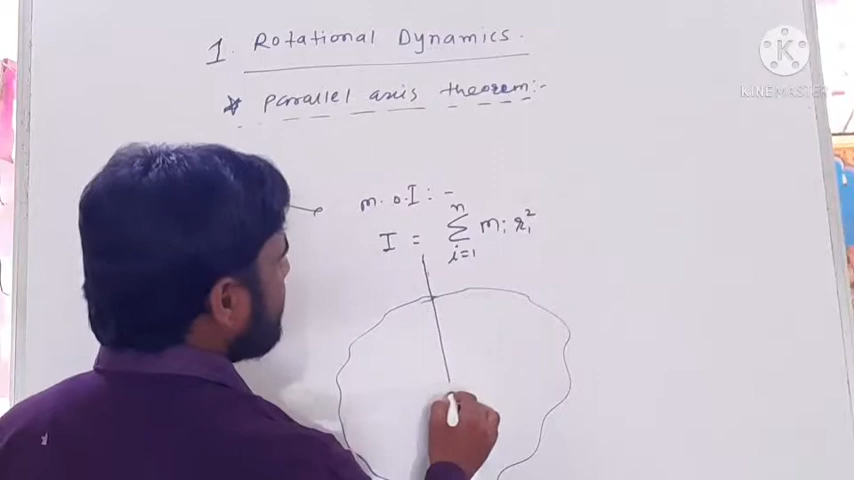 1. Rotational Dynamics.
* parallel axis theorem:-
m.o.I :-
n
I = ∑ mᵢ rᵢ²
i=1
K
KINEMASTER